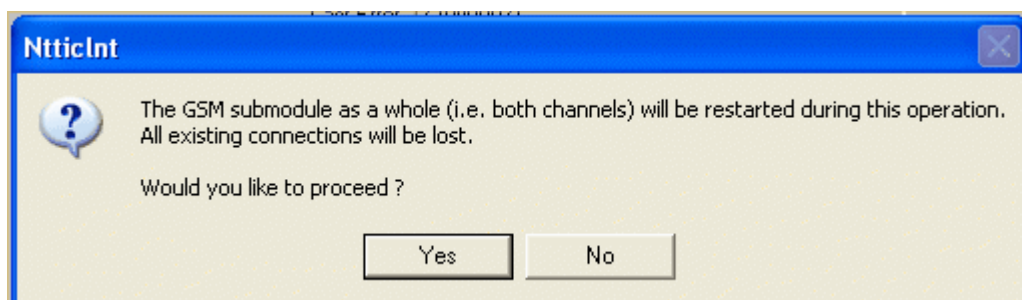 NtticInt
The GSM submodule as a whole (i.e. both channels) will be restarted during this operation.
All existing connections will be lost.
Would you like to proceed ?
Yes
No